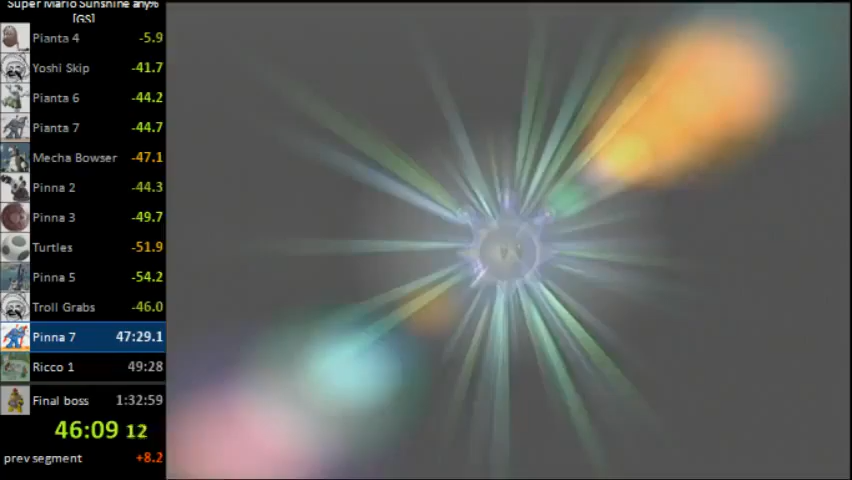 Super Mario Sunshine any%
[GS]
Pianta 4 -5.9
Yoshi Skip -41.7
Pianta 6 -44.2
Pianta 7 -44.7
Mecha Bowser -47.1
Pinna 2 -44.3
Pinna 3 -49.7
Turtles -51.9
Pinna 5 -54.2
Troll Grabs -46.0
Pinna 7 47:29.1
Ricco 1 49:28
Final boss 1:32:59
46:09 12
prev segment +8.2